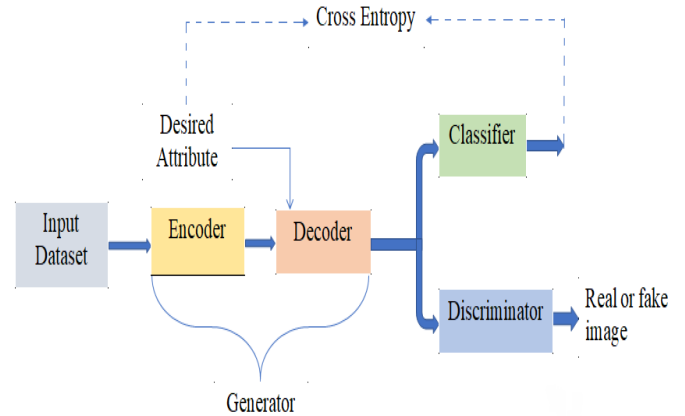 Cross Entropy
Desired
Attribute
Classifier
Input
Dataset
Encoder
Decoder
Discriminator
Real or fake
image
Generator